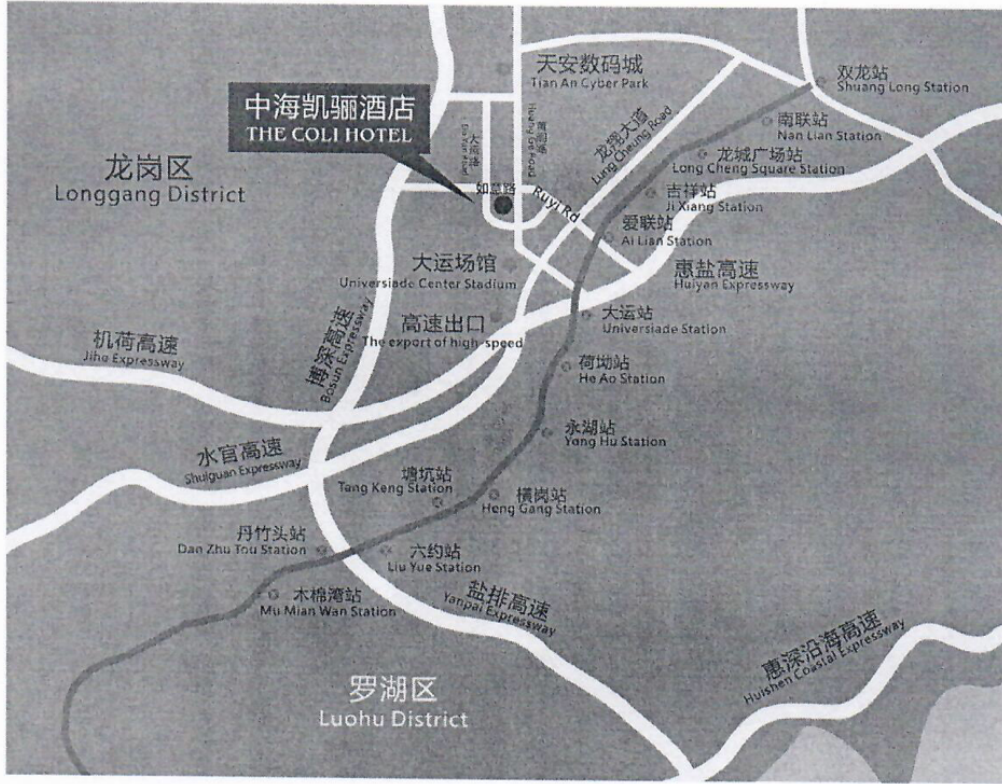 天安数码城
Tian An Cyber Park
双龙站
Shuang Long Station
中海凯骊酒店
THE COLI HOTEL
南联站
Nan Lian Station
龙翔大道
Lung Cheung Road
龙岗区
Longgang District
龙城广场站
Long Cheng Square Station
如意路
Ruyi Rd
吉祥站
Ji Xiang Station
爱联站
Ai Lian Station
大运场馆
Universiade Center Stadium
惠盐高速
Huiyan Expressway
高速出口
The export of high-speed
大运站
Universiade Station
机荷高速
Jihe Expressway
博深高速
Bosun Expressway
荷坳站
He Ao Station
永湖站
Yong Hu Station
水官高速
Shuiguan Expressway
塘坑站
Tang Keng Station
横岗站
Heng Gang Station
丹竹头站
Dan Zhu Tou Station
六约站
Liu Yue Station
木棉湾站
Mu Mian Wan Station
盐排高速
Yanpai Expressway
惠深沿海高速
Huishen Coastal Expressway
罗湖区
Luohu District